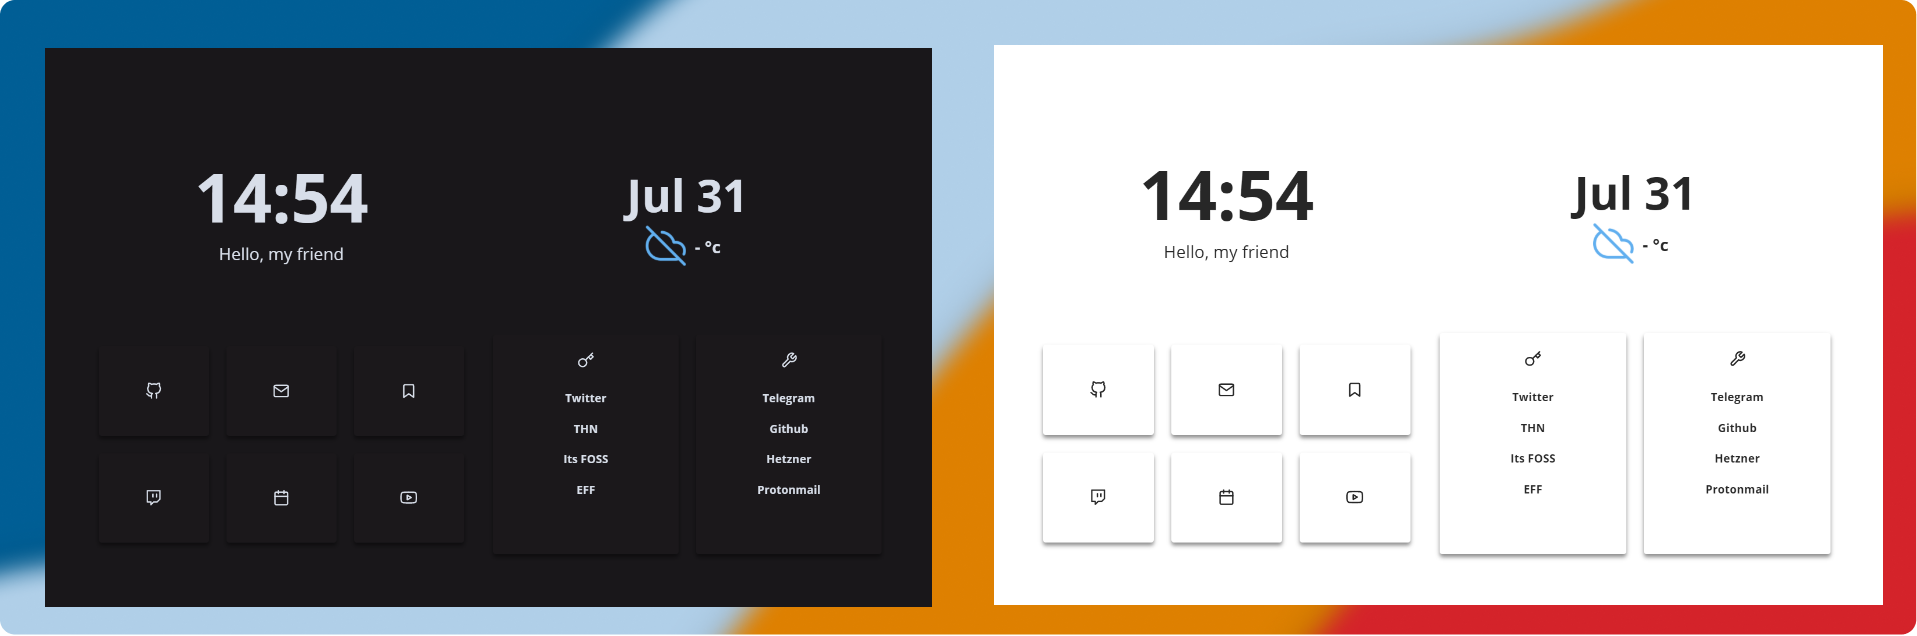 14:54
Hello, my friend
Jul 31
- °c
Twitter
THN
Its FOSS
EFF
Telegram
Github
Hetzner
Protonmail
14:54
Hello, my friend
Jul 31
- °c
Twitter
THN
Its FOSS
EFF
Telegram
Github
Hetzner
Protonmail